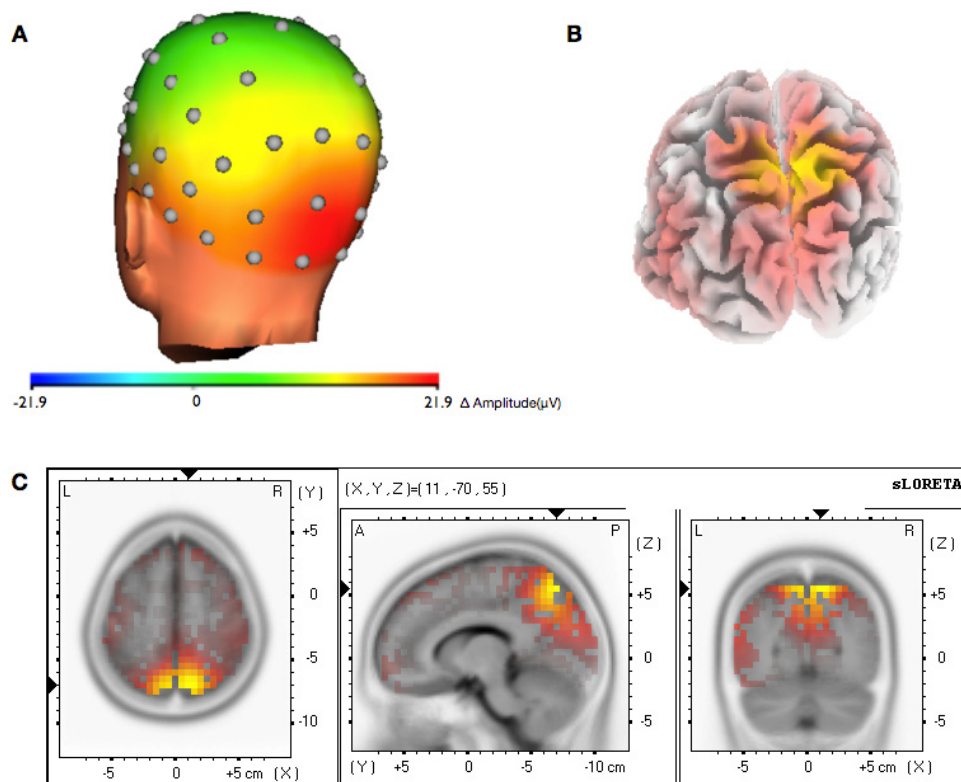 A
B
-21.9 0 21.9 Δ Amplitude(µV)
C
L R (Y)
+5
0
-5
-10
-5 0 +5 cm (X)
(X,Y,Z)=(11,-70,55)
sLORETA
A P (Z)
+5
0
-5
(Y) +5 0 -5 -10 cm
L R (Z)
+5
0
-5
-5 0 +5 cm (X)